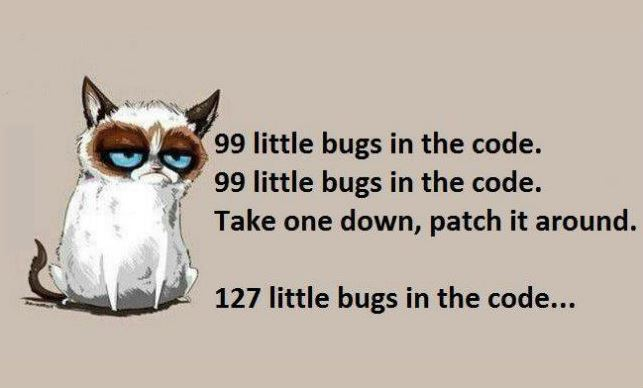 99 little bugs in the code.
99 little bugs in the code.
Take one down, patch it around.
127 little bugs in the code...